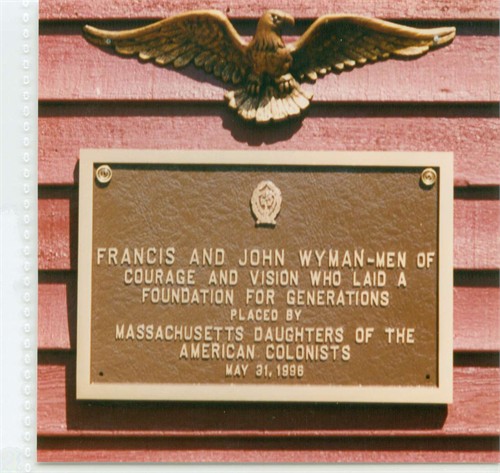 FRANCIS AND JOHN WYMAN-MEN OF
COURAGE AND VISION WHO LAID A
FOUNDATION FOR GENERATIONS
PLACED BY
MASSACHUSETTS DAUGHTERS OF THE
AMERICAN COLONISTS
MAY 31, 1996